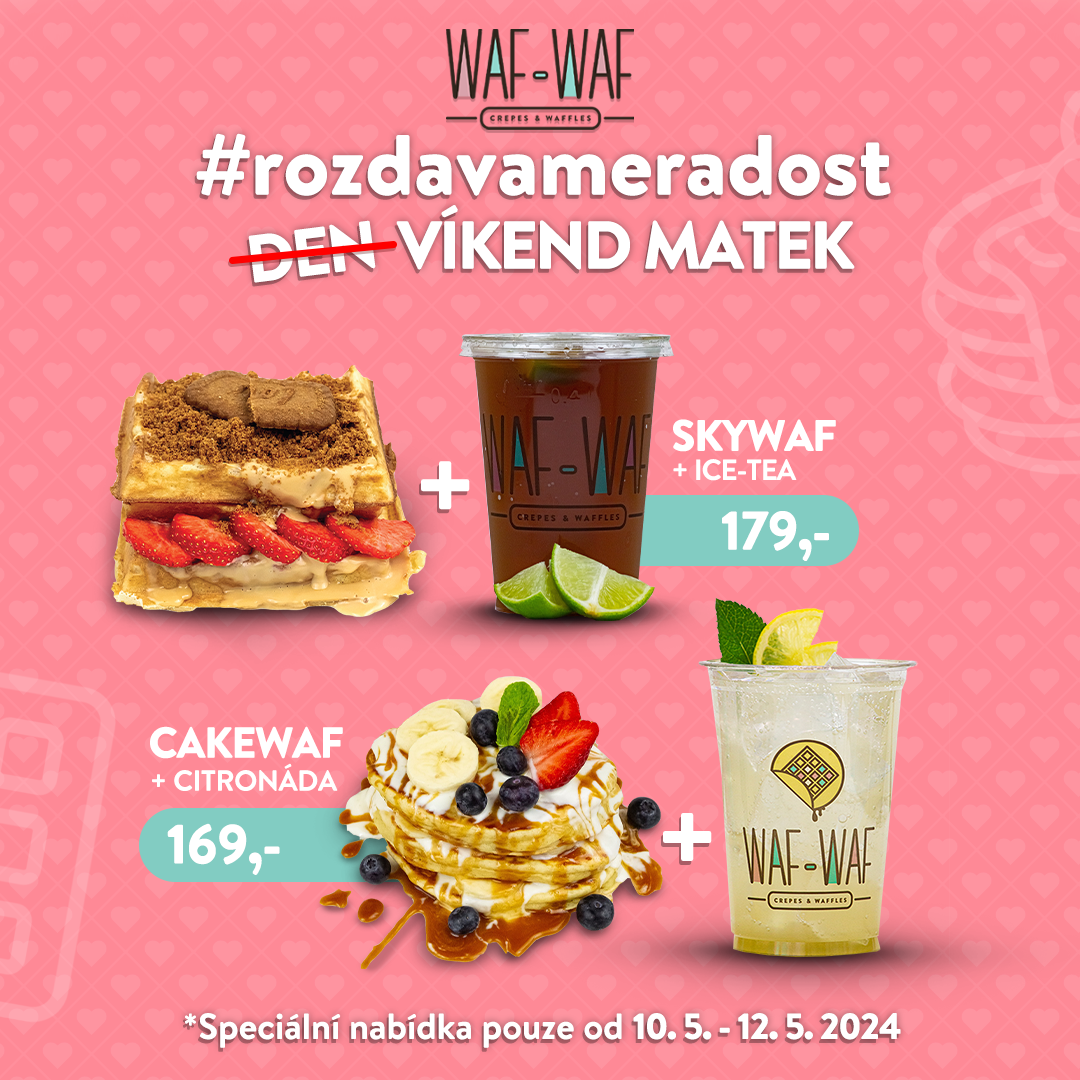 WAF-WAF
CREPES & WAFFLES
#rozdavameradost
DEN VÍKEND MATEK
WAF-WAF
CREPES & WAFFLES
SKYWAF
+ ICE-TEA
179,-
CAKEWAF
+ CITRONÁDA
169,-
WAF-WAF
CREPES & WAFFLES
*Speciální nabídka pouze od 10. 5. - 12. 5. 2024